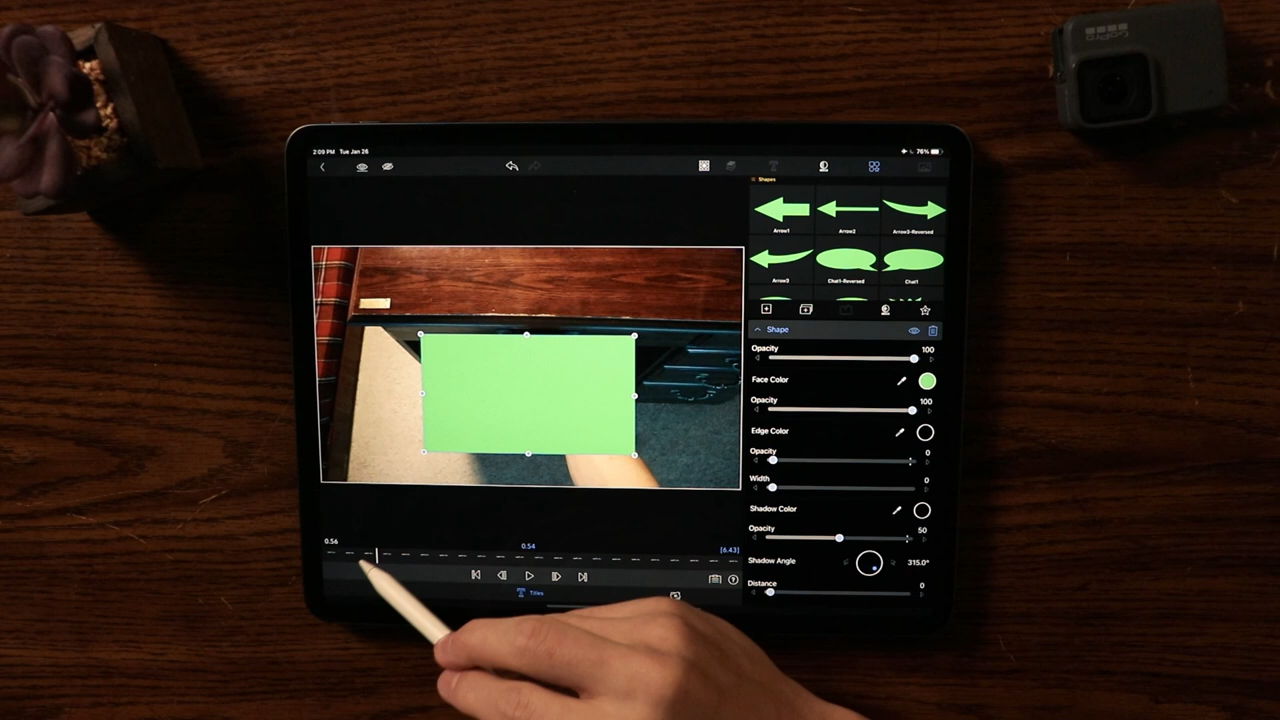 GoPro
2:09 PM Tue Jan 26
76%
Shapes
Arrow1
Arrow2
Arrow3-Reversed
Arrow3
Chat1-Reversed
Chat1
Shape
Opacity
100
Face Color
Opacity
100
Edge Color
Opacity
0
Width
0
Shadow Color
Opacity
50
Shadow Angle
315.0°
Distance
0
0.56
0.54
[6.43]
Titles